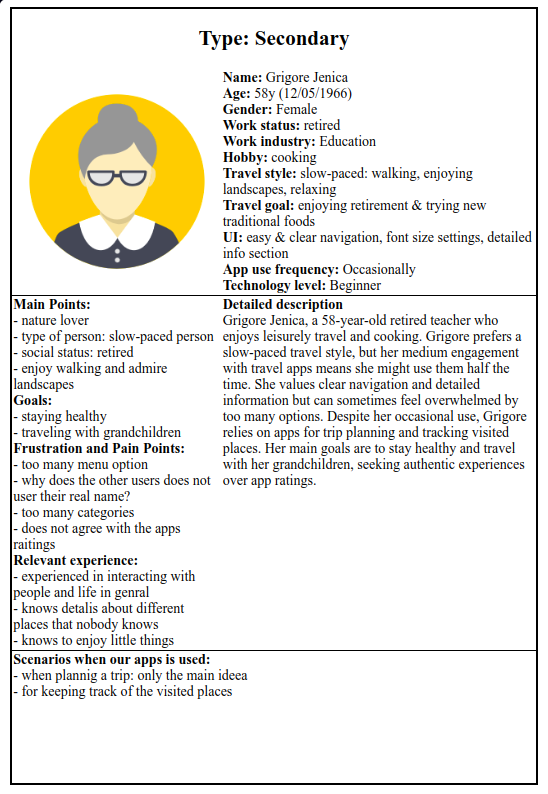 Type: Secondary
Name: Grigore Jenica
Age: 58y (12/05/1966)
Gender: Female
Work status: retired
Work industry: Education
Hobby: cooking
Travel style: slow-paced: walking, enjoying
landscapes, relaxing
Travel goal: enjoying retirement & trying new
traditional foods
UI: easy & clear navigation, font size settings, detailed
info section
App use frequency: Occasionally
Technology level: Beginner
Main Points:
- nature lover
- type of person: slow-paced person
- social status: retired
- enjoy walking and admire
landscapes
Goals:
- staying healthy
- traveling with grandchildren
Frustration and Pain Points:
- too many menu option
- why does the other users does not
user their real name?
- too many categories
- does not agree with the apps
raitings
Relevant experience:
- experienced in interacting with
people and life in genral
- knows detalis about different
places that nobody knows
- knows to enjoy little things
Detailed description
Grigore Jenica, a 58-year-old retired teacher who
enjoys leisurely travel and cooking. Grigore prefers a
slow-paced travel style, but her medium engagement
with travel apps means she might use them half the
time. She values clear navigation and detailed
information but can sometimes feel overwhelmed by
too many options. Despite her occasional use, Grigore
relies on apps for trip planning and tracking visited
places. Her main goals are to stay healthy and travel
with her grandchildren, seeking authentic experiences
over app ratings.
Scenarios when our apps is used:
- when plannig a trip: only the main ideea
- for keeping track of the visited places